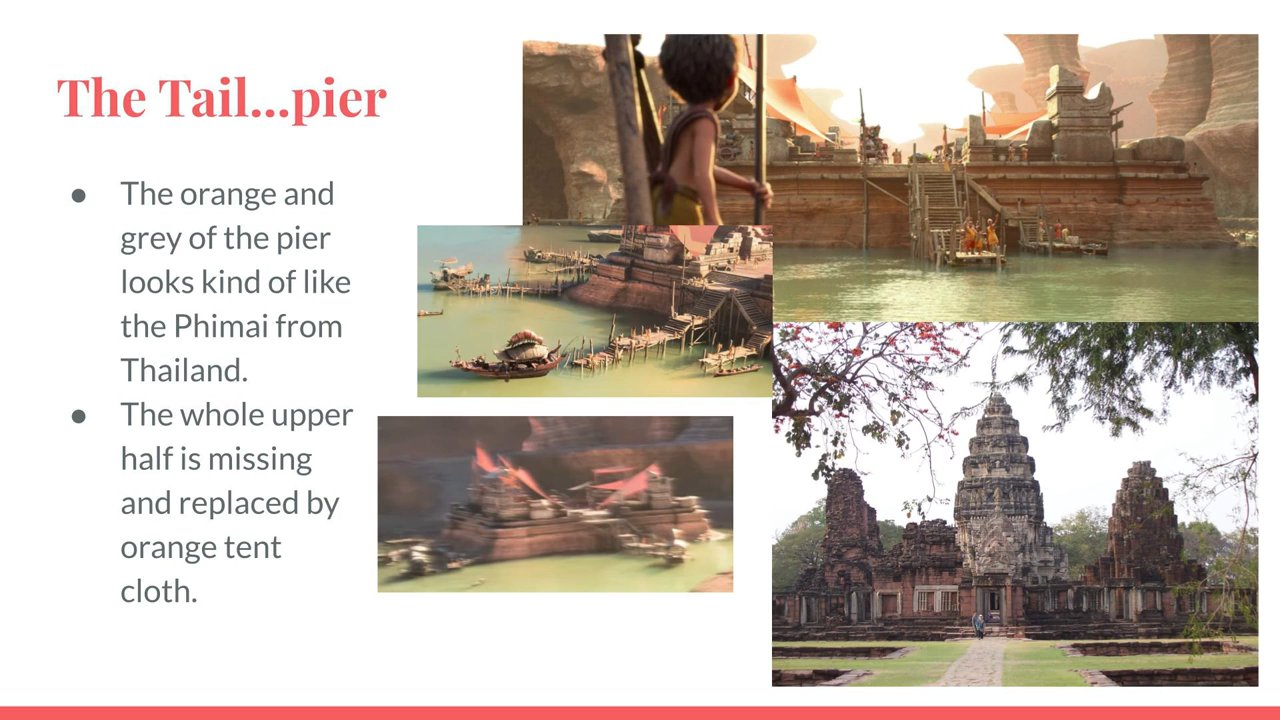 The Tail...pier
● The orange and
grey of the pier
looks kind of like
the Phimai from
Thailand.
● The whole upper
half is missing
and replaced by
orange tent
cloth.